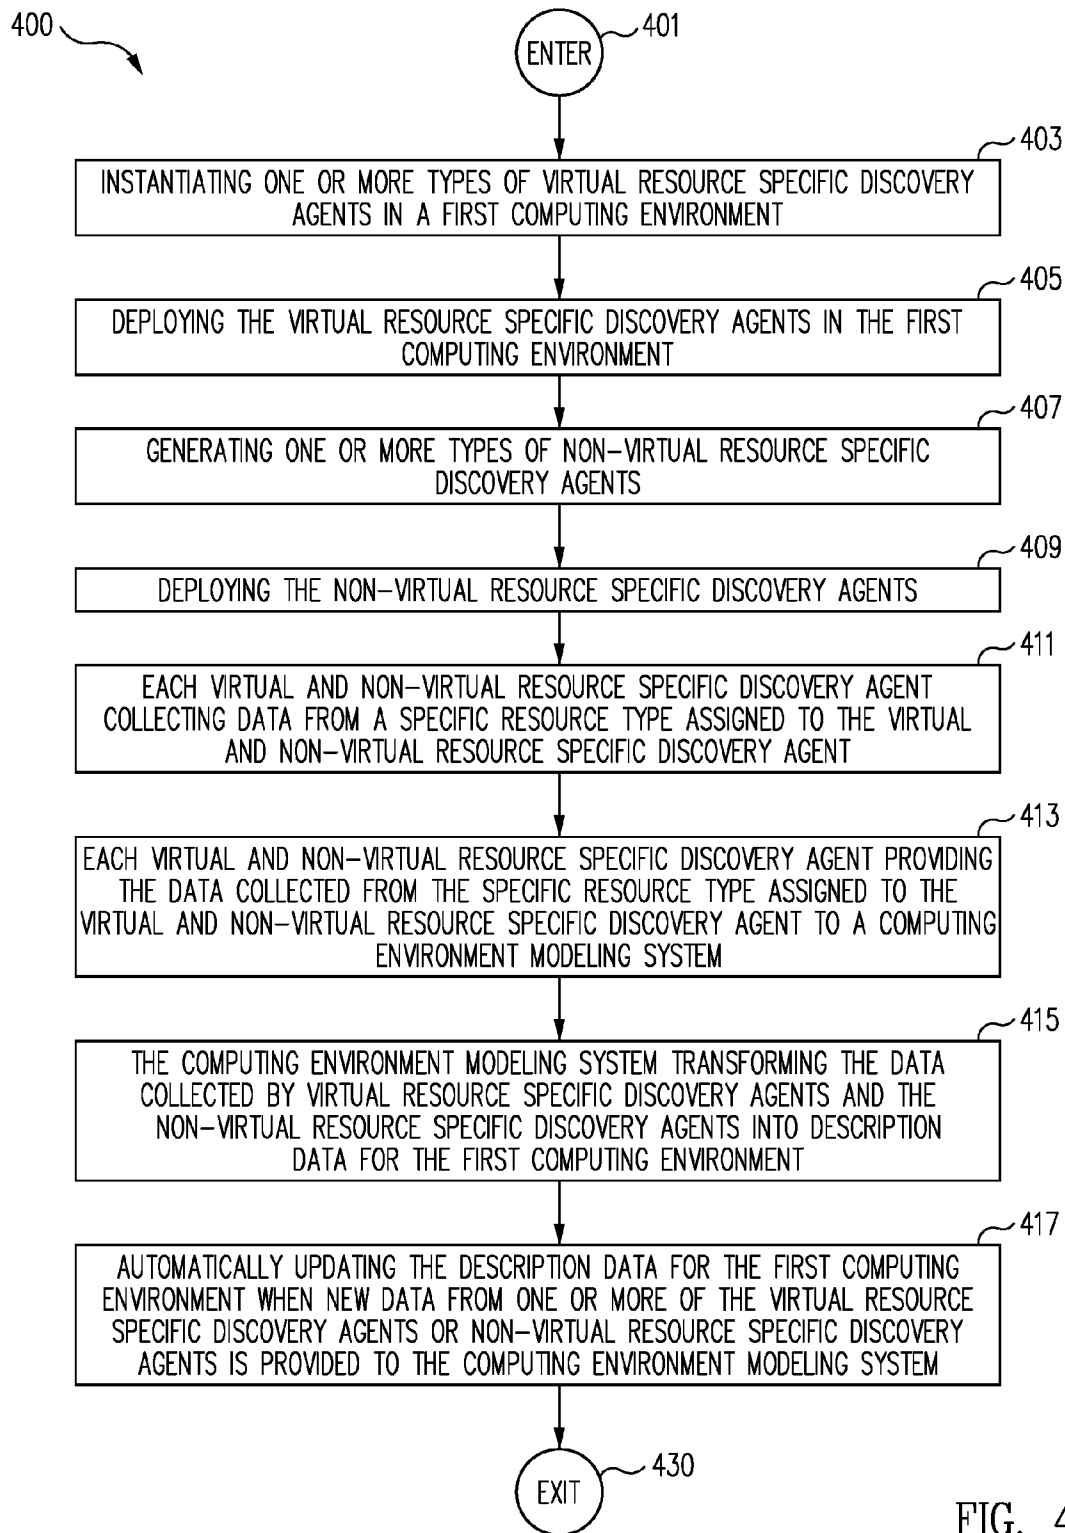 400
ENTER
401
403
INSTANTIATING ONE OR MORE TYPES OF VIRTUAL RESOURCE SPECIFIC DISCOVERY
AGENTS IN A FIRST COMPUTING ENVIRONMENT
405
DEPLOYING THE VIRTUAL RESOURCE SPECIFIC DISCOVERY AGENTS IN THE FIRST
COMPUTING ENVIRONMENT
407
GENERATING ONE OR MORE TYPES OF NON-VIRTUAL RESOURCE SPECIFIC
DISCOVERY AGENTS
409
DEPLOYING THE NON-VIRTUAL RESOURCE SPECIFIC DISCOVERY AGENTS
411
EACH VIRTUAL AND NON-VIRTUAL RESOURCE SPECIFIC DISCOVERY AGENT
COLLECTING DATA FROM A SPECIFIC RESOURCE TYPE ASSIGNED TO THE VIRTUAL
AND NON-VIRTUAL RESOURCE SPECIFIC DISCOVERY AGENT
413
EACH VIRTUAL AND NON-VIRTUAL RESOURCE SPECIFIC DISCOVERY AGENT PROVIDING
THE DATA COLLECTED FROM THE SPECIFIC RESOURCE TYPE ASSIGNED TO THE
VIRTUAL AND NON-VIRTUAL RESOURCE SPECIFIC DISCOVERY AGENT TO A COMPUTING
ENVIRONMENT MODELING SYSTEM
415
THE COMPUTING ENVIRONMENT MODELING SYSTEM TRANSFORMING THE DATA
COLLECTED BY VIRTUAL RESOURCE SPECIFIC DISCOVERY AGENTS AND THE
NON-VIRTUAL RESOURCE SPECIFIC DISCOVERY AGENTS INTO DESCRIPTION
DATA FOR THE FIRST COMPUTING ENVIRONMENT
417
AUTOMATICALLY UPDATING THE DESCRIPTION DATA FOR THE FIRST COMPUTING
ENVIRONMENT WHEN NEW DATA FROM ONE OR MORE OF THE VIRTUAL RESOURCE
SPECIFIC DISCOVERY AGENTS OR NON-VIRTUAL RESOURCE SPECIFIC DISCOVERY
AGENTS IS PROVIDED TO THE COMPUTING ENVIRONMENT MODELING SYSTEM
EXIT
430
FIG. 4